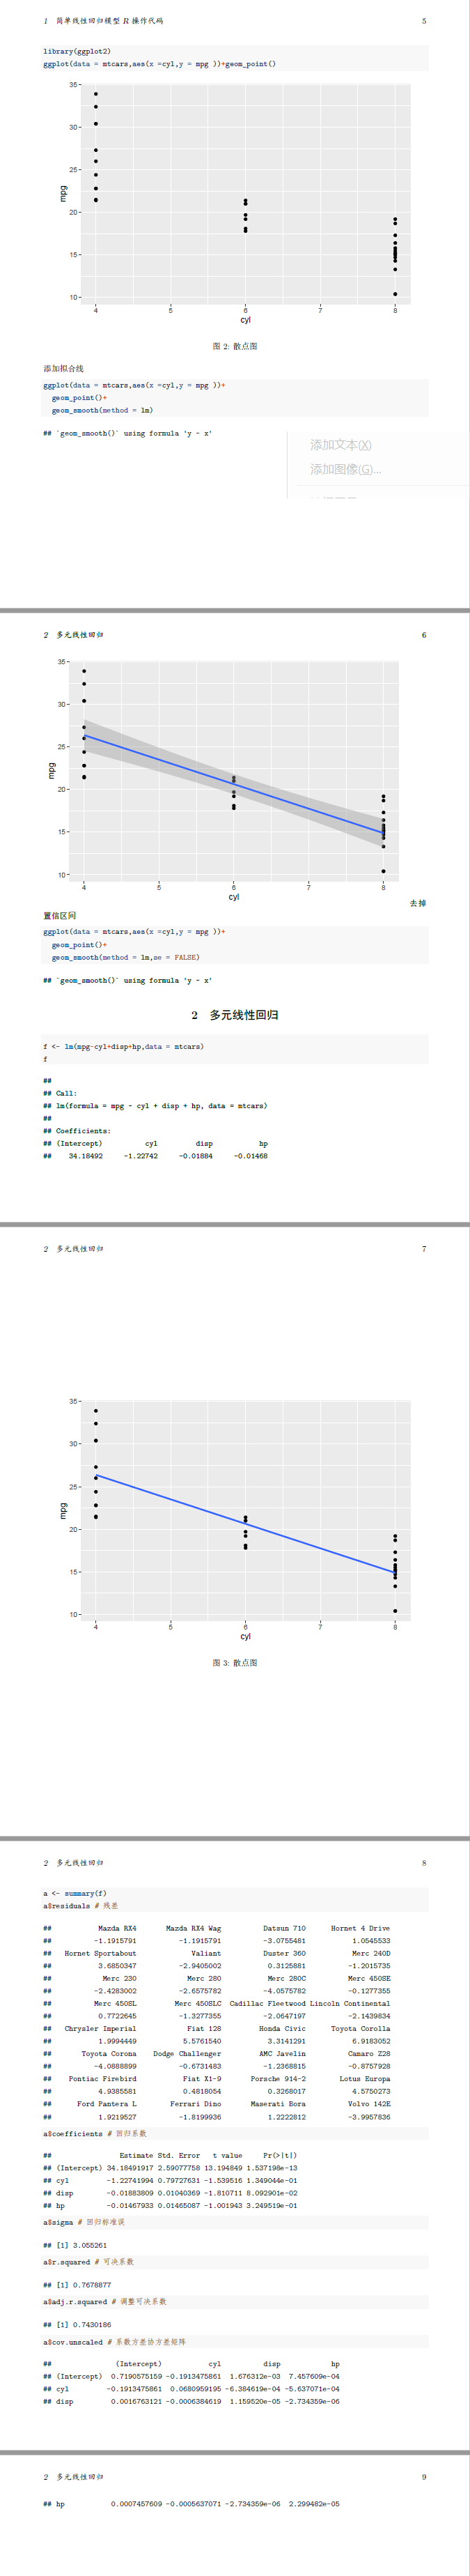 1 简单线性回归模型 R 操作代码 5
library(ggplot2)
ggplot(data = mtcars,aes(x =cyl,y = mpg ))+geom_point()
35
30
25
20
15
10
mpg
4 5 6 7 8
cyl
图 2: 散点图
添加拟合线
ggplot(data = mtcars,aes(x =cyl,y = mpg ))+
geom_point()+
geom_smooth(method = lm)
## `geom_smooth()` using formula 'y ~ x'
添加文本(X)
添加图像(G)...
2 多元线性回归 6
35
30
25
20
15
10
mpg
4 5 6 7 8
cyl
去掉
置信区间
ggplot(data = mtcars,aes(x =cyl,y = mpg ))+
geom_point()+
geom_smooth(method = lm,se = FALSE)
## `geom_smooth()` using formula 'y ~ x'
2 多元线性回归
f <- lm(mpg~cyl+disp+hp,data = mtcars)
f
##
## Call:
## lm(formula = mpg ~ cyl + disp + hp, data = mtcars)
##
## Coefficients:
## (Intercept) cyl disp hp
## 34.18492 -1.22742 -0.01884 -0.01468
2 多元线性回归 7
35
30
25
20
15
10
mpg
4 5 6 7 8
cyl
图 3: 散点图
2 多元线性回归 8
a <- summary(f)
a$residuals # 残差
## Mazda RX4 Mazda RX4 Wag Datsun 710 Hornet 4 Drive
## -1.1915791 -1.1915791 -3.0755481 1.0545533
## Hornet Sportabout Valiant Duster 360 Merc 240D
## 3.6850347 -2.9405002 0.3125881 -1.2015735
## Merc 230 Merc 280 Merc 280C Merc 450SE
## -2.4283002 -2.6575782 -4.0575782 -0.1277355
## Merc 450SL Merc 450SLC Cadillac Fleetwood Lincoln Continental
## 0.7722645 -1.3277355 -2.0647197 -2.1439834
## Chrysler Imperial Fiat 128 Honda Civic Toyota Corolla
## 1.9994449 5.5761540 3.3141291 6.9183052
## Toyota Corona Dodge Challenger AMC Javelin Camaro Z28
## -4.0888899 -0.6731483 -1.2368815 -0.8757928
## Pontiac Firebird Fiat X1-9 Porsche 914-2 Lotus Europa
## 4.9385581 0.4818054 0.3268017 4.5750273
## Ford Pantera L Ferrari Dino Maserati Bora Volvo 142E
## 1.9219527 -1.8199936 1.2222812 -3.9957836
a$coefficients # 回归系数
## Estimate Std. Error t value Pr(>|t|)
## (Intercept) 34.18491917 2.59077758 13.194849 1.537198e-13
## cyl -1.22741994 0.79727631 -1.539516 1.349044e-01
## disp -0.01883809 0.01040369 -1.810711 8.092901e-02
## hp -0.01467933 0.01465087 -1.001943 3.249519e-01
a$sigma # 回归标准误
## [1] 3.055261
a$r.squared # 可决系数
## [1] 0.7678877
a$adj.r.squared # 调整可决系数
## [1] 0.7430186
a$cov.unscaled # 系数方差协方差矩阵
## (Intercept) cyl disp hp
## (Intercept) 0.7190575159 -0.1913475861 1.676312e-03 7.457609e-04
## cyl -0.1913475861 0.0680959195 -6.384619e-04 -5.637071e-04
## disp 0.0016763121 -0.0006384619 1.159520e-05 -2.734359e-06
2 多元线性回归 9
## hp 0.0007457609 -0.0005637071 -2.734359e-06 2.299482e-05